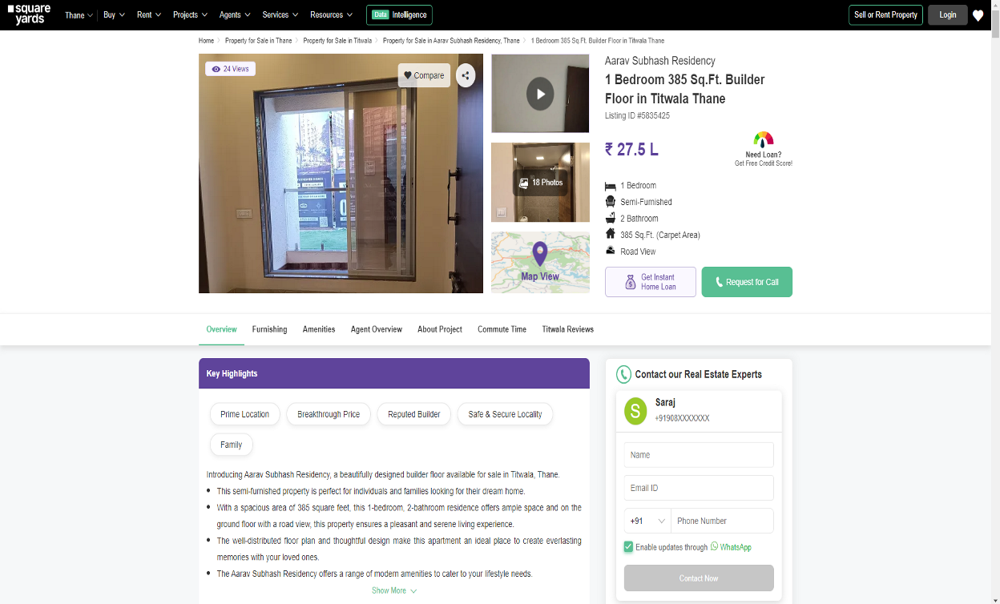 square
yards
Thane
Buy
Rent
Projects
Agents
Services
Resources
Data Intelligence
Sell or Rent Property
Login
Home
Property for Sale in Thane
Property for Sale in Titwala
Property for Sale in Aarav Subhash Residency, Thane
1 Bedroom 385 Sq.Ft. Builder Floor in Titwala Thane
24 Views
Compare
18 Photos
Map View
Aarav Subhash Residency
1 Bedroom 385 Sq.Ft. Builder
Floor in Titwala Thane
Listing ID #5835425
₹ 27.5 L
Need Loan?
Get Free Credit Score!
1 Bedroom
Semi-Furnished
2 Bathroom
385 Sq.Ft. (Carpet Area)
Road View
Get Instant
Home Loan
Request for Call
Overview
Furnishing
Amenities
Agent Overview
About Project
Commute Time
Titwala Reviews
Key Highlights
Prime Location
Breakthrough Price
Reputed Builder
Safe & Secure Locality
Family
Introducing Aarav Subhash Residency, a beautifully designed builder floor available for sale in Titwala, Thane.
• This semi-furnished property is perfect for individuals and families looking for their dream home.
• With a spacious area of 385 square feet, this 1-bedroom, 2-bathroom residence offers ample space and on the
ground floor with a road view, this property ensures a pleasant and serene living experience.
• The well-distributed floor plan and thoughtful design make this apartment an ideal place to create everlasting
memories with your loved ones.
• The Aarav Subhash Residency offers a range of modern amenities to cater to your lifestyle needs.
Show More
Contact our Real Estate Experts
S
Saraj
+91908XXXXXXX
Name
Email ID
+91
Phone Number
Enable updates through WhatsApp
Contact Now